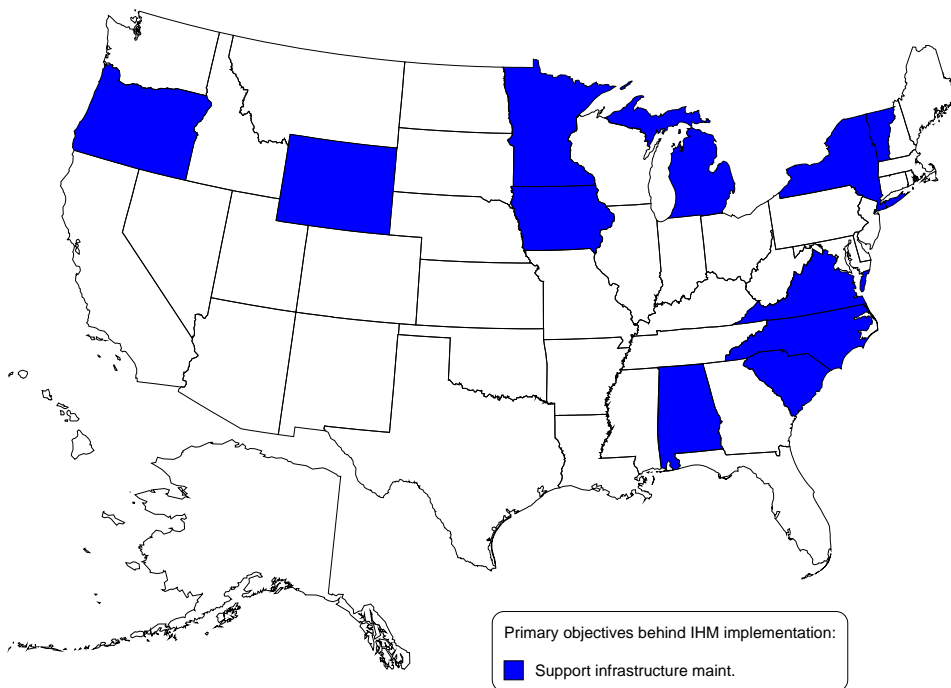 Primary objectives behind IHM implementation:
Support infrastructure maint.